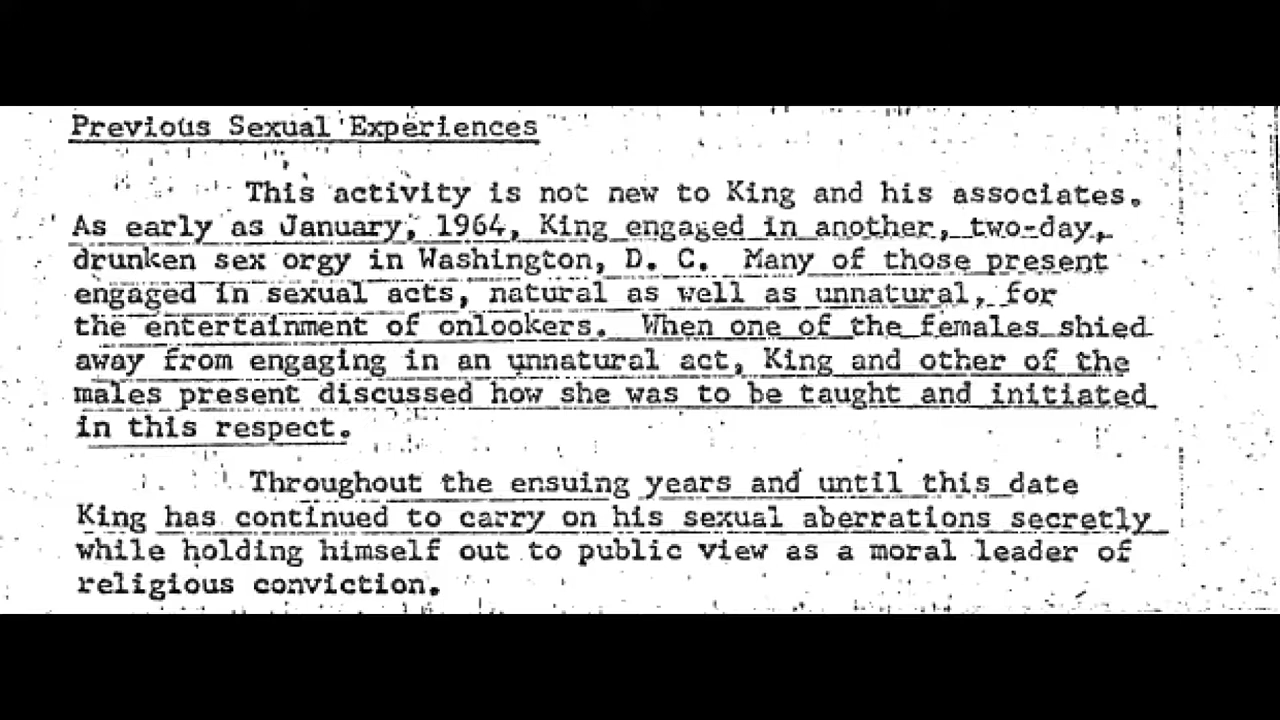 Previous Sexual Experiences
This activity is not new to King and his associates.
As early as January, 1964, King engaged in another, two-day,
drunken sex orgy in Washington, D. C. Many of those present
engaged in sexual acts, natural as well as unnatural, for
the entertainment of onlookers. When one of the females shied
away from engaging in an unnatural act, King and other of the
males present discussed how she was to be taught and initiated
in this respect.
Throughout the ensuing years and until this date
King has continued to carry on his sexual aberrations secretly
while holding himself out to public view as a moral leader of
religious conviction.